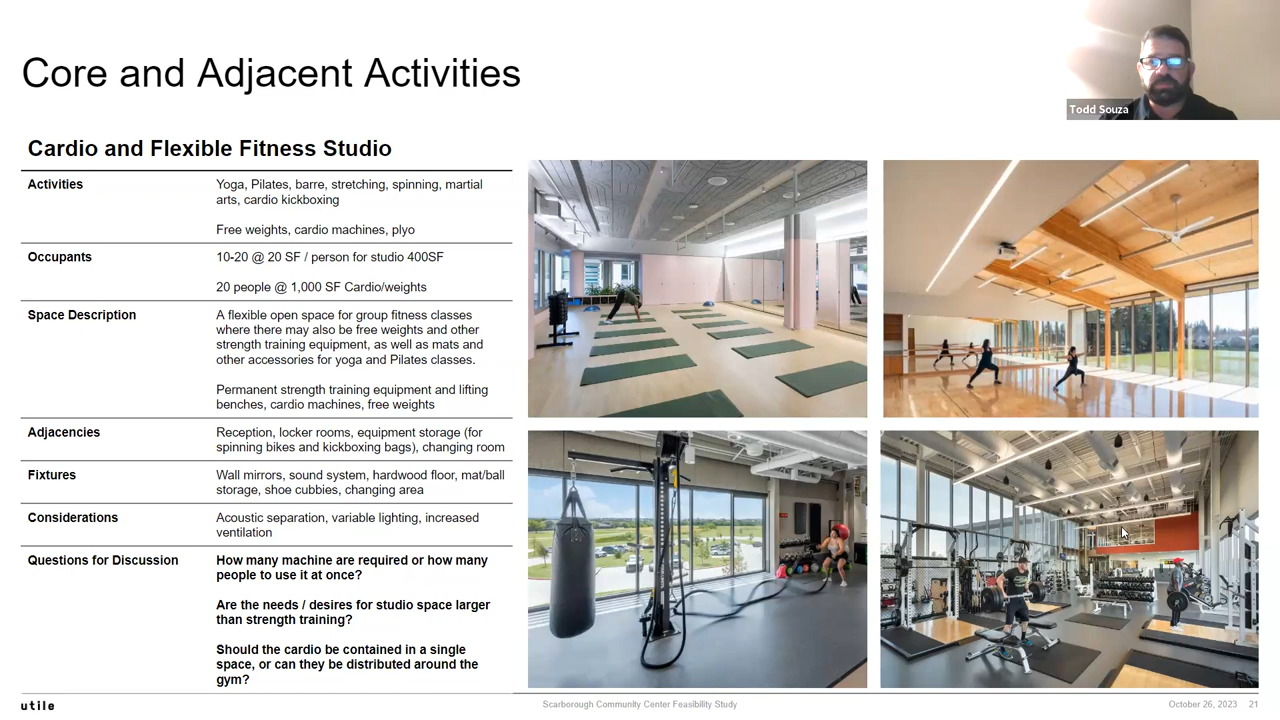 Core and Adjacent Activities
Todd Souza
Cardio and Flexible Fitness Studio
Activities
Yoga, Pilates, barre, stretching, spinning, martial
arts, cardio kickboxing
Free weights, cardio machines, plyo
Occupants
10-20 @ 20 SF / person for studio 400SF
20 people @ 1,000 SF Cardio/weights
Space Description
A flexible open space for group fitness classes
where there may also be free weights and other
strength training equipment, as well as mats and
other accessories for yoga and Pilates classes.
Permanent strength training equipment and lifting
benches, cardio machines, free weights
Adjacencies
Reception, locker rooms, equipment storage (for
spinning bikes and kickboxing bags), changing room
Fixtures
Wall mirrors, sound system, hardwood floor, mat/ball
storage, shoe cubbies, changing area
Considerations
Acoustic separation, variable lighting, increased
ventilation
Questions for Discussion
How many machine are required or how many
people to use it at once?
Are the needs / desires for studio space larger
than strength training?
Should the cardio be contained in a single
space, or can they be distributed around the
gym?
utile
Scarborough Community Center Feasibility Study
October 26, 2023 21